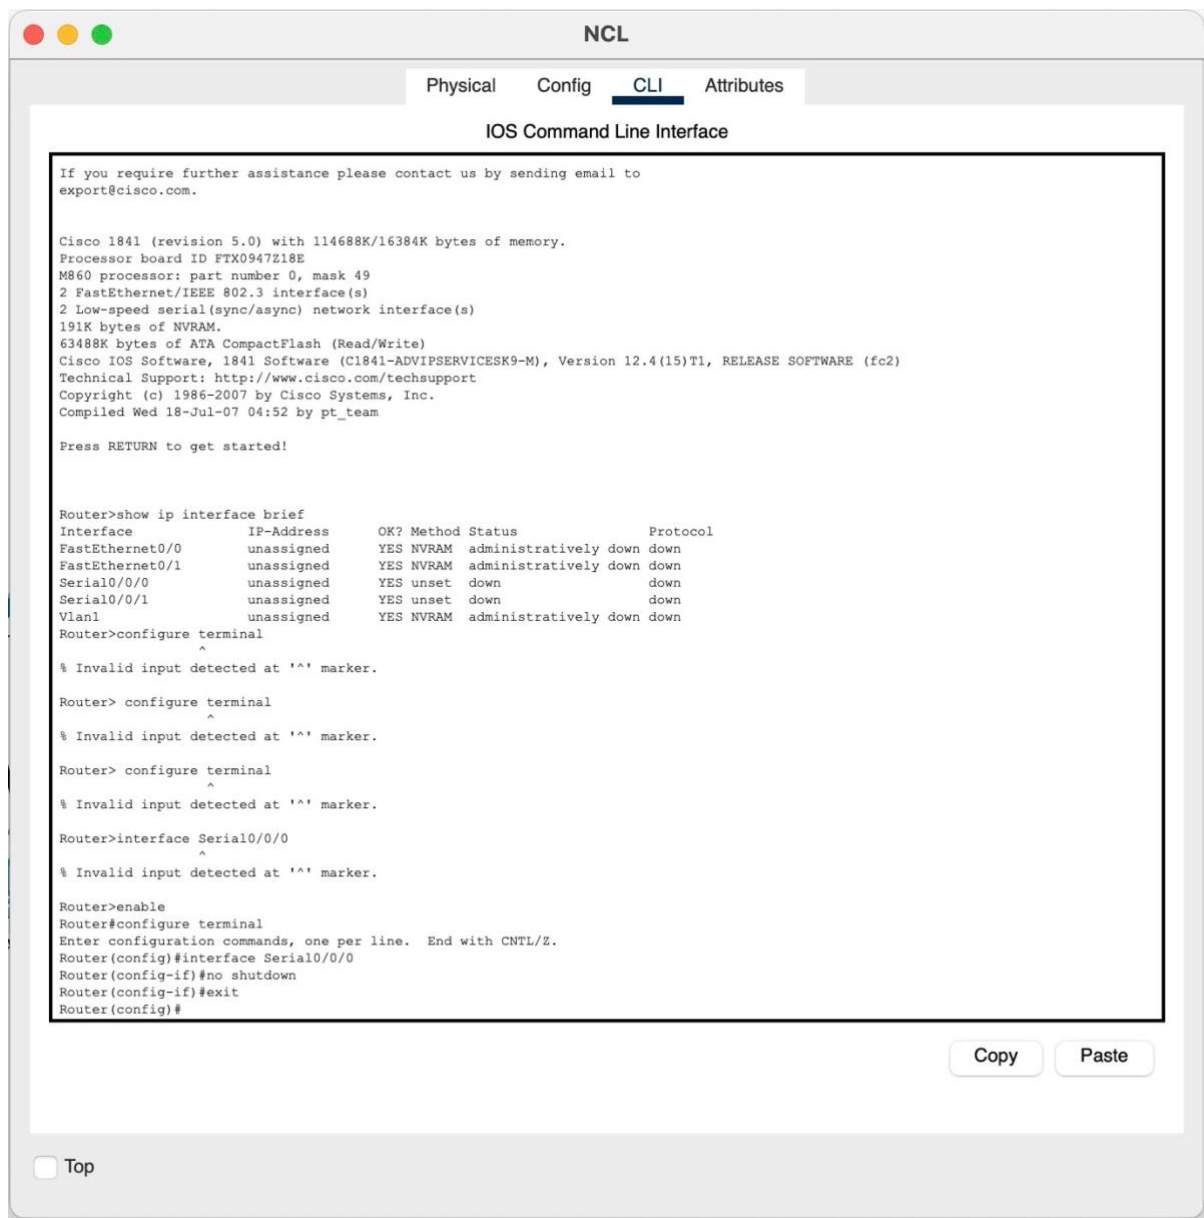 NCL
Physical Config CLI Attributes
IOS Command Line Interface
If you require further assistance please contact us by sending email to
export@cisco.com.
Cisco 1841 (revision 5.0) with 114688K/16384K bytes of memory.
Processor board ID FTX0947Z18E
M860 processor: part number 0, mask 49
2 FastEthernet/IEEE 802.3 interface(s)
2 Low-speed serial(sync/async) network interface(s)
191K bytes of NVRAM.
63488K bytes of ATA CompactFlash (Read/Write)
Cisco IOS Software, 1841 Software (C1841-ADVIPSERVICESK9-M), Version 12.4(15)T1, RELEASE SOFTWARE (fc2)
Technical Support: http://www.cisco.com/techsupport
Copyright (c) 1986-2007 by Cisco Systems, Inc.
Compiled Wed 18-Jul-07 04:52 by pt_team
Press RETURN to get started!
Router>show ip interface brief
Interface IP-Address OK? Method Status Protocol
FastEthernet0/0 unassigned YES NVRAM administratively down down
FastEthernet0/1 unassigned YES NVRAM administratively down down
Serial0/0/0 unassigned YES unset down down
Serial0/0/1 unassigned YES unset down down
Vlan1 unassigned YES NVRAM administratively down down
Router>configure terminal
^
% Invalid input detected at '^' marker.
Router> configure terminal
^
% Invalid input detected at '^' marker.
Router> configure terminal
^
% Invalid input detected at '^' marker.
Router>interface Serial0/0/0
^
% Invalid input detected at '^' marker.
Router>enable
Router#configure terminal
Enter configuration commands, one per line. End with CNTL/Z.
Router(config)#interface Serial0/0/0
Router(config-if)#no shutdown
Router(config-if)#exit
Router(config)#
Copy Paste
Top